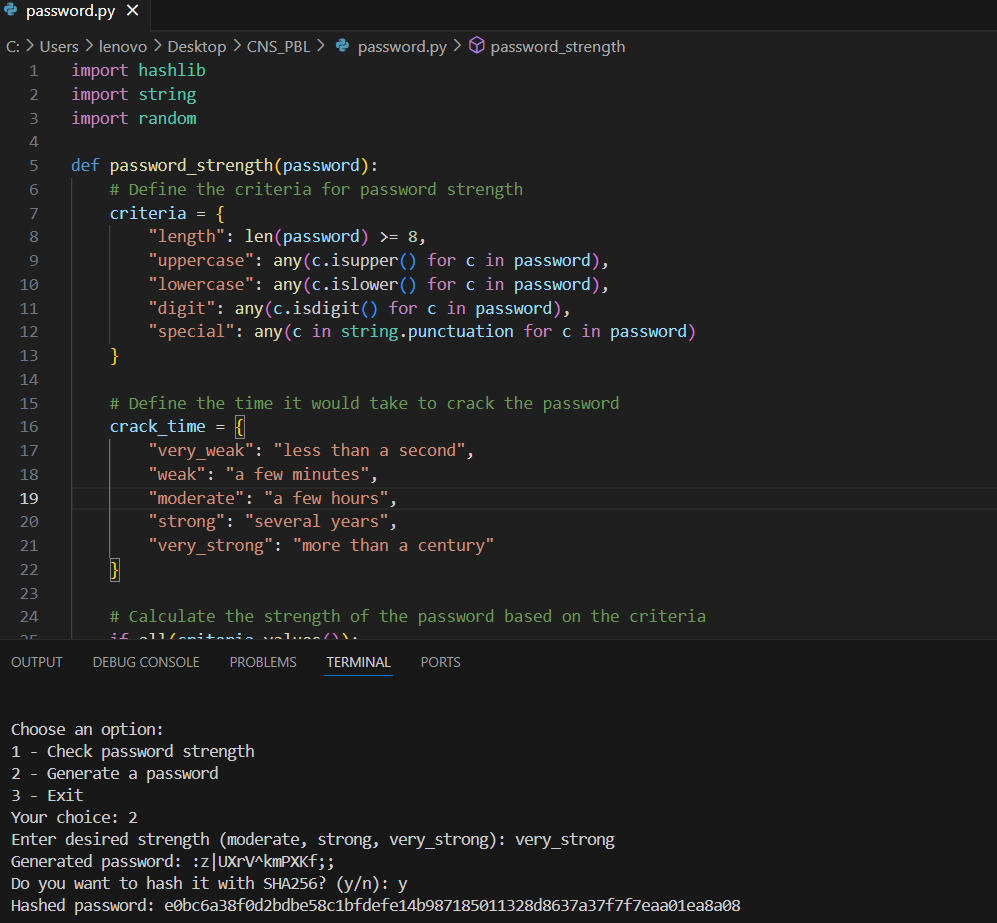 password.py ×
C: > Users > lenovo > Desktop > CNS_PBL > password.py > password_strength
1 import hashlib
2 import string
3 import random
4
5 def password_strength(password):
6     # Define the criteria for password strength
7     criteria = {
8         "length": len(password) >= 8,
9         "uppercase": any(c.isupper() for c in password),
10         "lowercase": any(c.islower() for c in password),
11         "digit": any(c.isdigit() for c in password),
12         "special": any(c in string.punctuation for c in password)
13     }
14
15     # Define the time it would take to crack the password
16     crack_time = {
17         "very_weak": "less than a second",
18         "weak": "a few minutes",
19         "moderate": "a few hours",
20         "strong": "several years",
21         "very_strong": "more than a century"
22     }
23
24     # Calculate the strength of the password based on the criteria
25     if all(criteria.values()):
OUTPUT DEBUG CONSOLE PROBLEMS TERMINAL PORTS
Choose an option:
1 - Check password strength
2 - Generate a password
3 - Exit
Your choice: 2
Enter desired strength (moderate, strong, very_strong): very_strong
Generated password: :z|UXrV^kmPXKf;;
Do you want to hash it with SHA256? (y/n): y
Hashed password: e0bc6a38f0d2bdbe58c1bfdefe14b987185011328d8637a37f7f7eaa01ea8a08